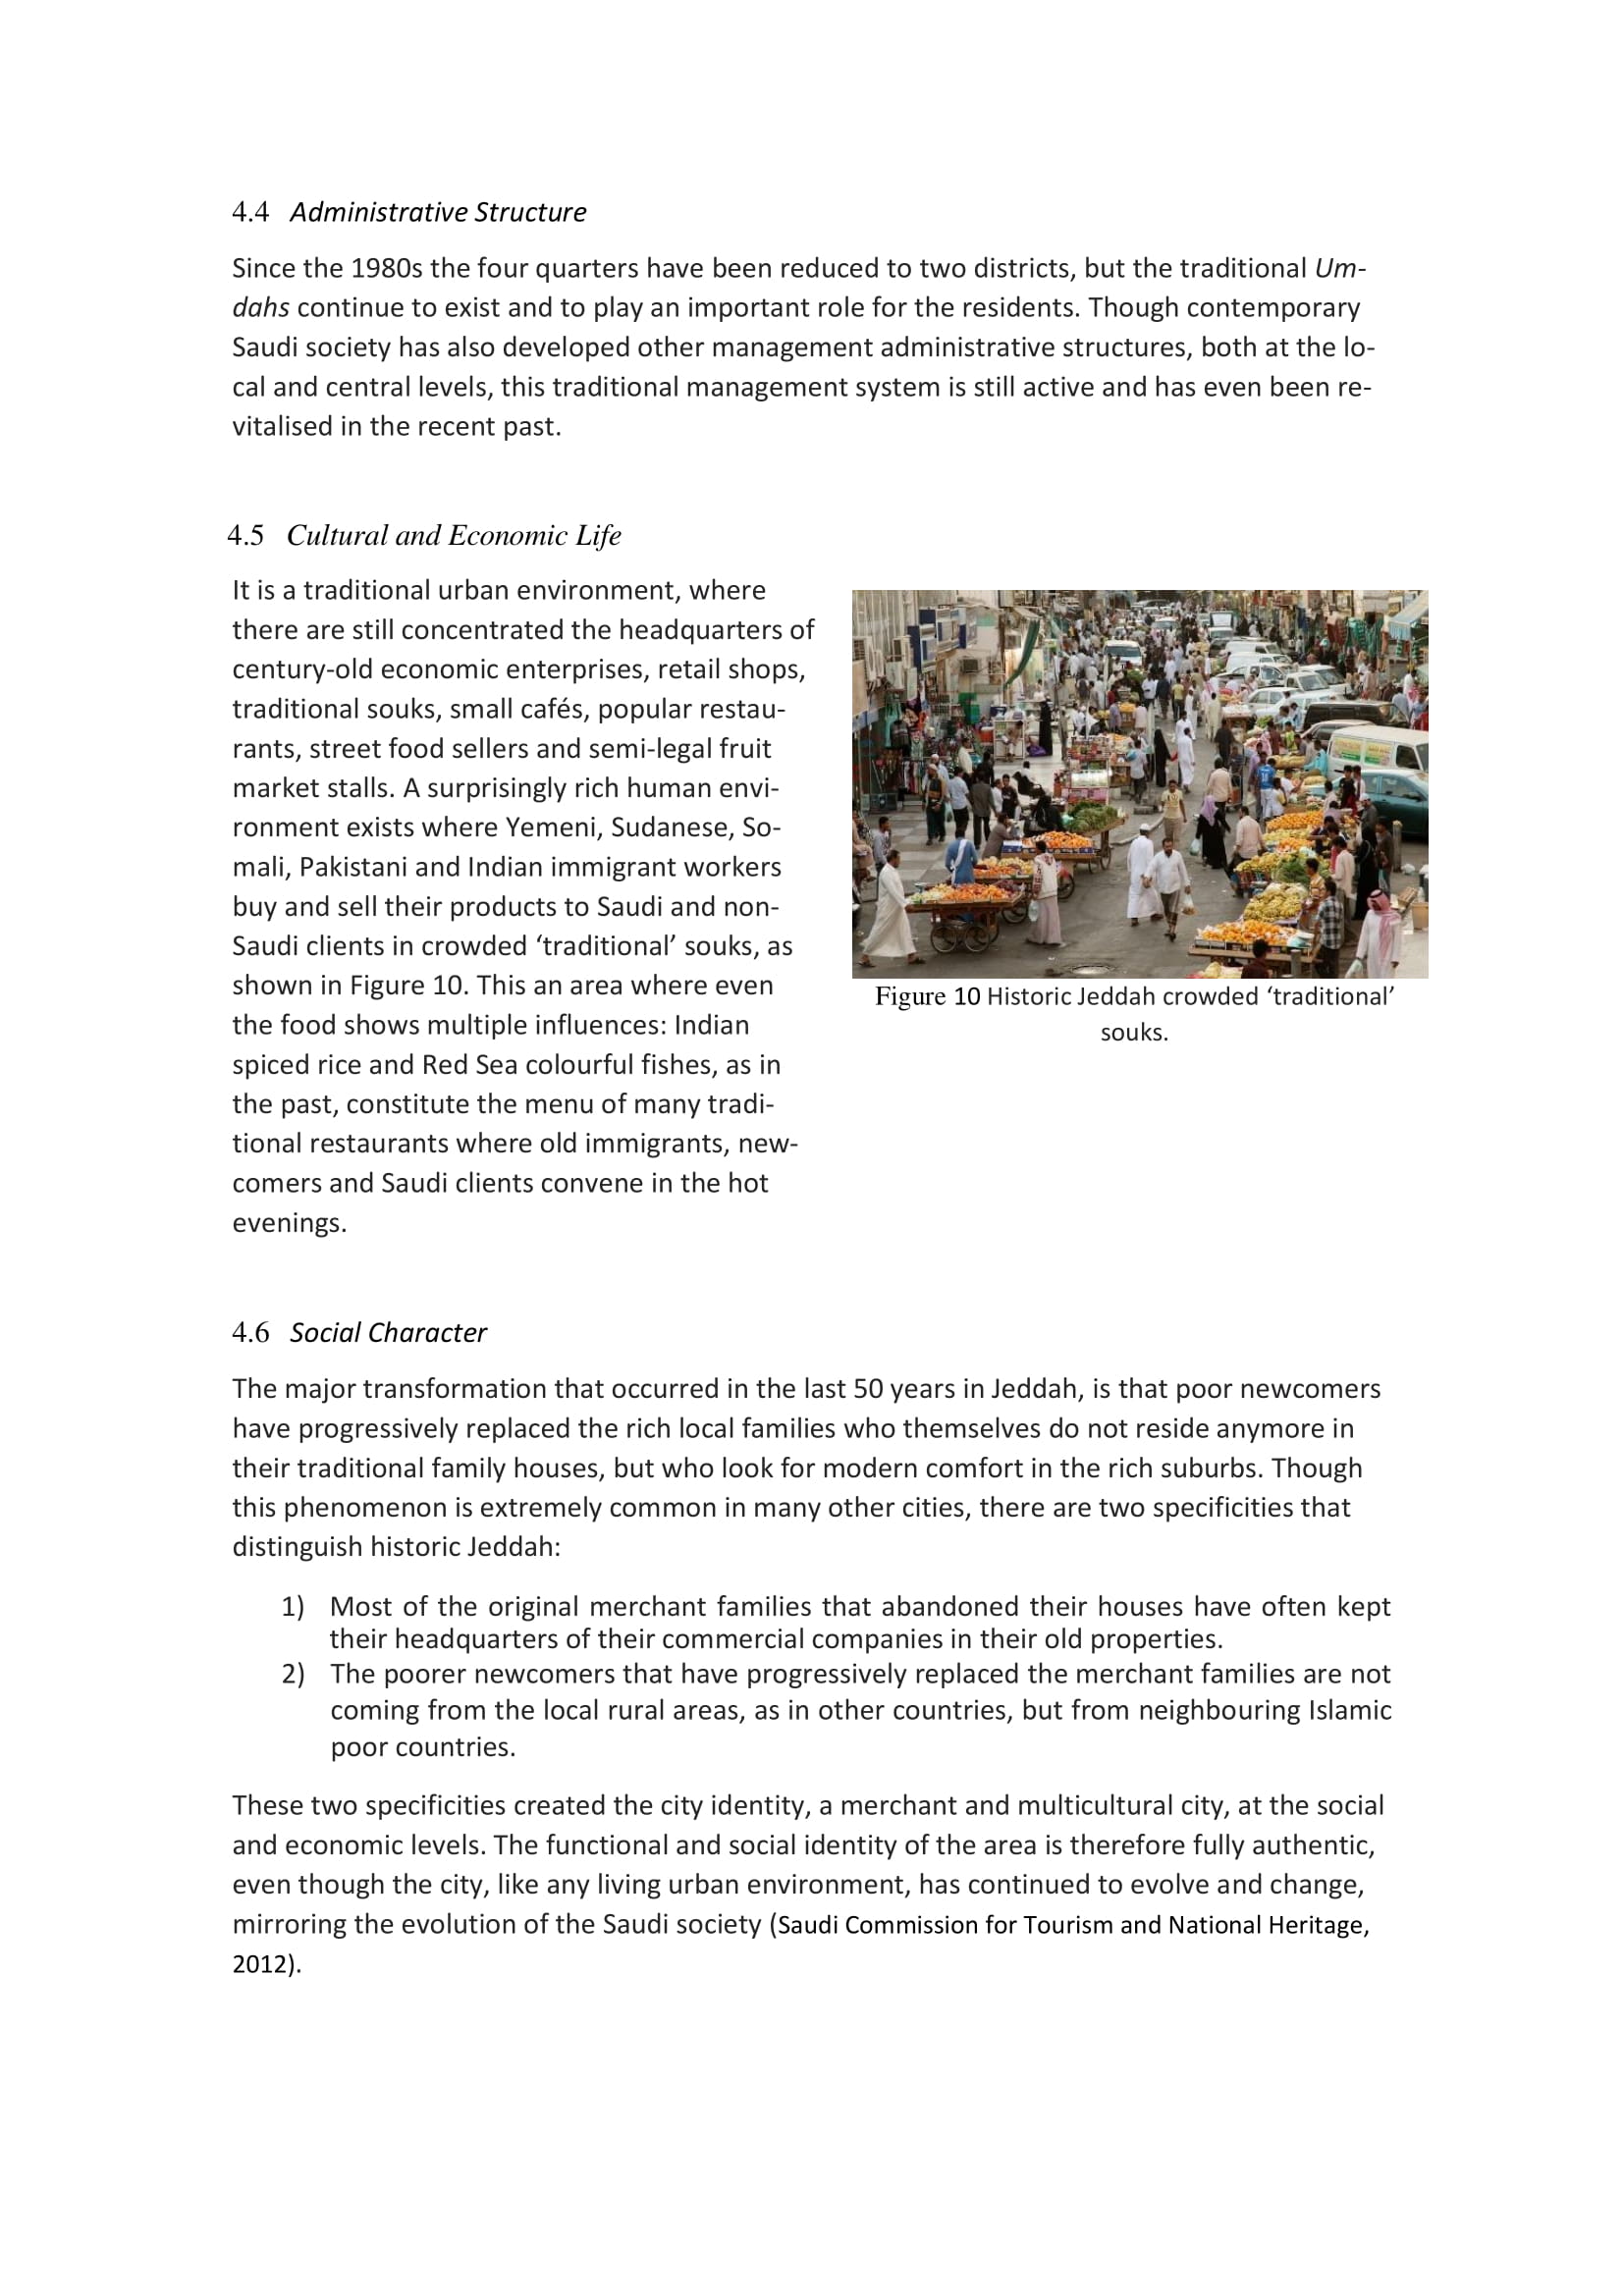 4.4 Administrative Structure
Since the 1980s the four quarters have been reduced to two districts, but the traditional Um-
dahs continue to exist and to play an important role for the residents. Though contemporary
Saudi society has also developed other management administrative structures, both at the lo-
cal and central levels, this traditional management system is still active and has even been re-
vitalised in the recent past.
4.5 Cultural and Economic Life
It is a traditional urban environment, where
there are still concentrated the headquarters of
century-old economic enterprises, retail shops,
traditional souks, small cafés, popular restau-
rants, street food sellers and semi-legal fruit
market stalls. A surprisingly rich human envi-
ronment exists where Yemeni, Sudanese, So-
mali, Pakistani and Indian immigrant workers
buy and sell their products to Saudi and non-
Saudi clients in crowded ‘traditional’ souks, as
shown in Figure 10. This an area where even
the food shows multiple influences: Indian
spiced rice and Red Sea colourful fishes, as in
the past, constitute the menu of many tradi-
tional restaurants where old immigrants, new-
comers and Saudi clients convene in the hot
evenings.
Figure 10 Historic Jeddah crowded ‘traditional’
souks.
4.6 Social Character
The major transformation that occurred in the last 50 years in Jeddah, is that poor newcomers
have progressively replaced the rich local families who themselves do not reside anymore in
their traditional family houses, but who look for modern comfort in the rich suburbs. Though
this phenomenon is extremely common in many other cities, there are two specificities that
distinguish historic Jeddah:
1) Most of the original merchant families that abandoned their houses have often kept
their headquarters of their commercial companies in their old properties.
2) The poorer newcomers that have progressively replaced the merchant families are not
coming from the local rural areas, as in other countries, but from neighbouring Islamic
poor countries.
These two specificities created the city identity, a merchant and multicultural city, at the social
and economic levels. The functional and social identity of the area is therefore fully authentic,
even though the city, like any living urban environment, has continued to evolve and change,
mirroring the evolution of the Saudi society (Saudi Commission for Tourism and National Heritage,
2012).